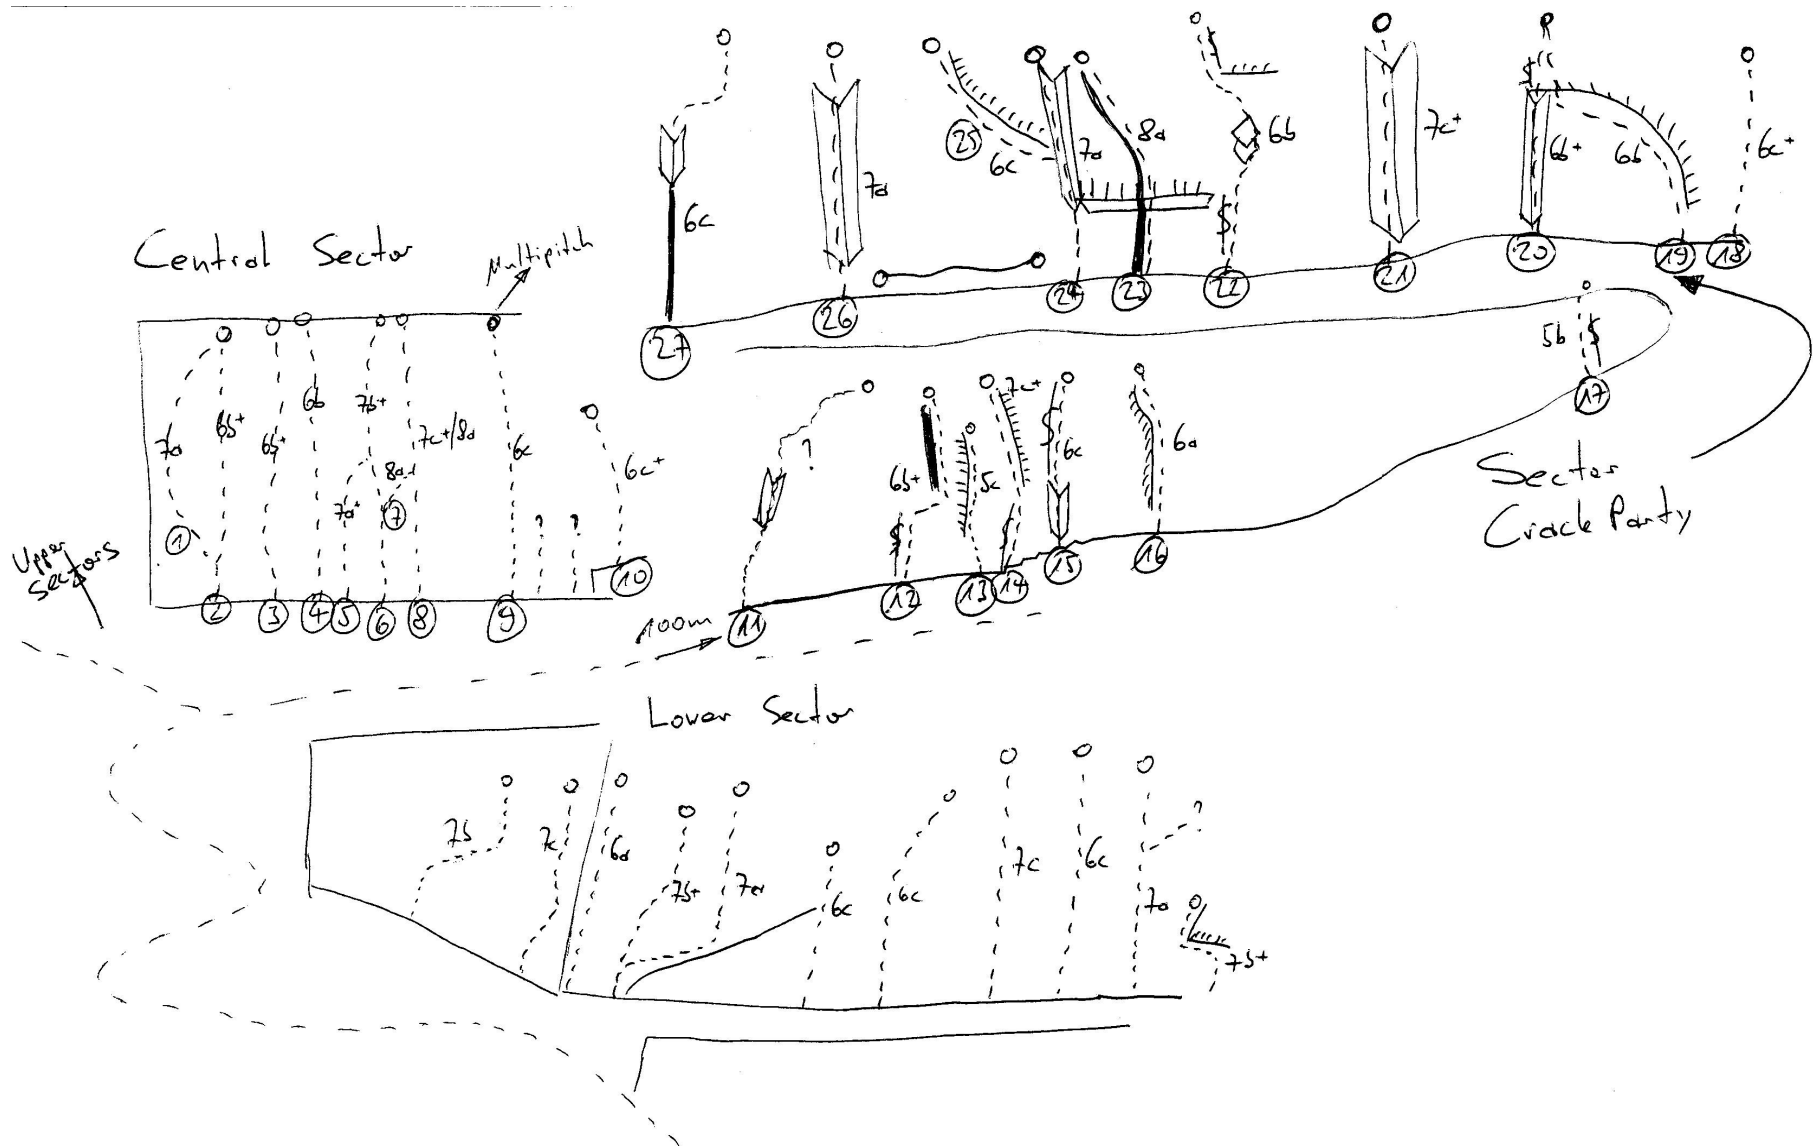 Central Sector
Multipitch
7a
6b+
6b+
6b
7b+
7a+
8a
7c+/8a
6c
?
?
6c+
1
2
3
4
5
6
7
8
9
10
Upper
Sectors
100m
6c
7a
6c
7a
8a
6b
7c+
6b+
6b
6c+
27
26
25
24
23
22
21
20
19
18
5b
17
?
6b+
5c
7c+
6c
6a
11
12
13
14
15
16
Sector
Crack Party
Lower Sector
7b
7c
6a
7b+
7a
6c
6c
7c
6c
7a
?
7b+